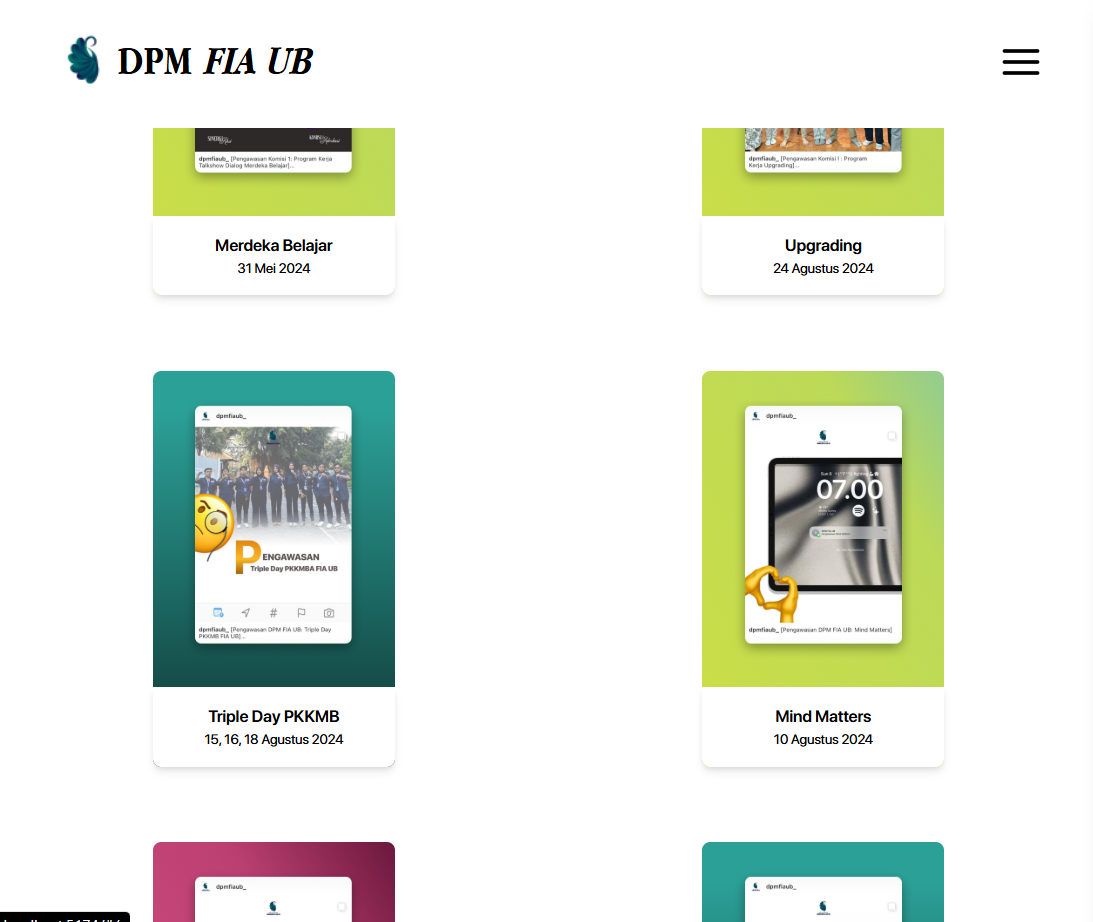 DPM FIA UB
dpmfiaub_ [Pengawasan Komisi 1: Program Kerja
Talkshow Dialog Merdeka Belajar]...
Merdeka Belajar
31 Mei 2024
dpmfiaub_ [Pengawasan Komisi I : Program
Kerja Upgrading]...
Upgrading
24 Agustus 2024
dpmfiaub_
PENGAWASAN
Triple Day PKKMBA FIA UB
dpmfiaub_ [Pengawasan DPM FIA UB: Triple Day
PKKMB FIA UB]...
Triple Day PKKMB
15, 16, 18 Agustus 2024
dpmfiaub_
07.00
dpmfiaub_ [Pengawasan DPM FIA UB: Mind Matters]
Mind Matters
10 Agustus 2024
dpmfiaub_
dpmfiaub_